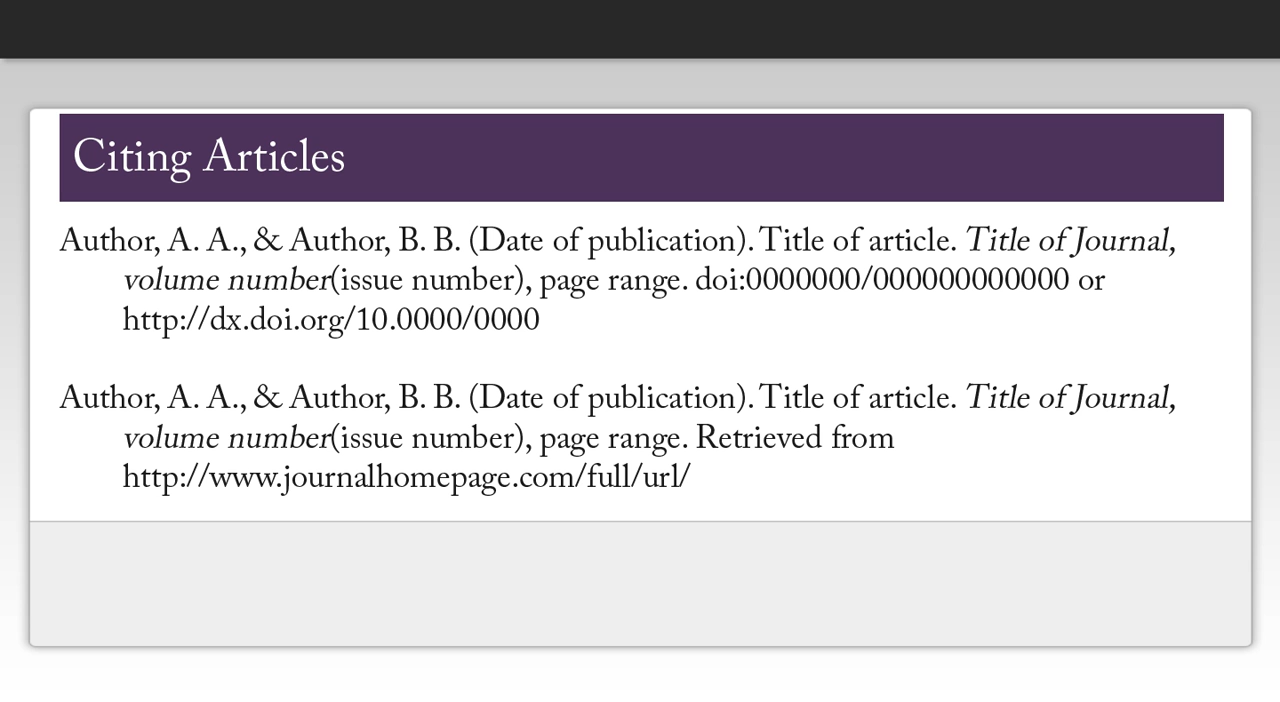 Citing Articles
Author, A. A., & Author, B. B. (Date of publication). Title of article. Title of Journal,
volume number(issue number), page range. doi:0000000/000000000000 or
http://dx.doi.org/10.0000/0000
Author, A. A., & Author, B. B. (Date of publication). Title of article. Title of Journal,
volume number(issue number), page range. Retrieved from
http://www.journalhomepage.com/full/url/